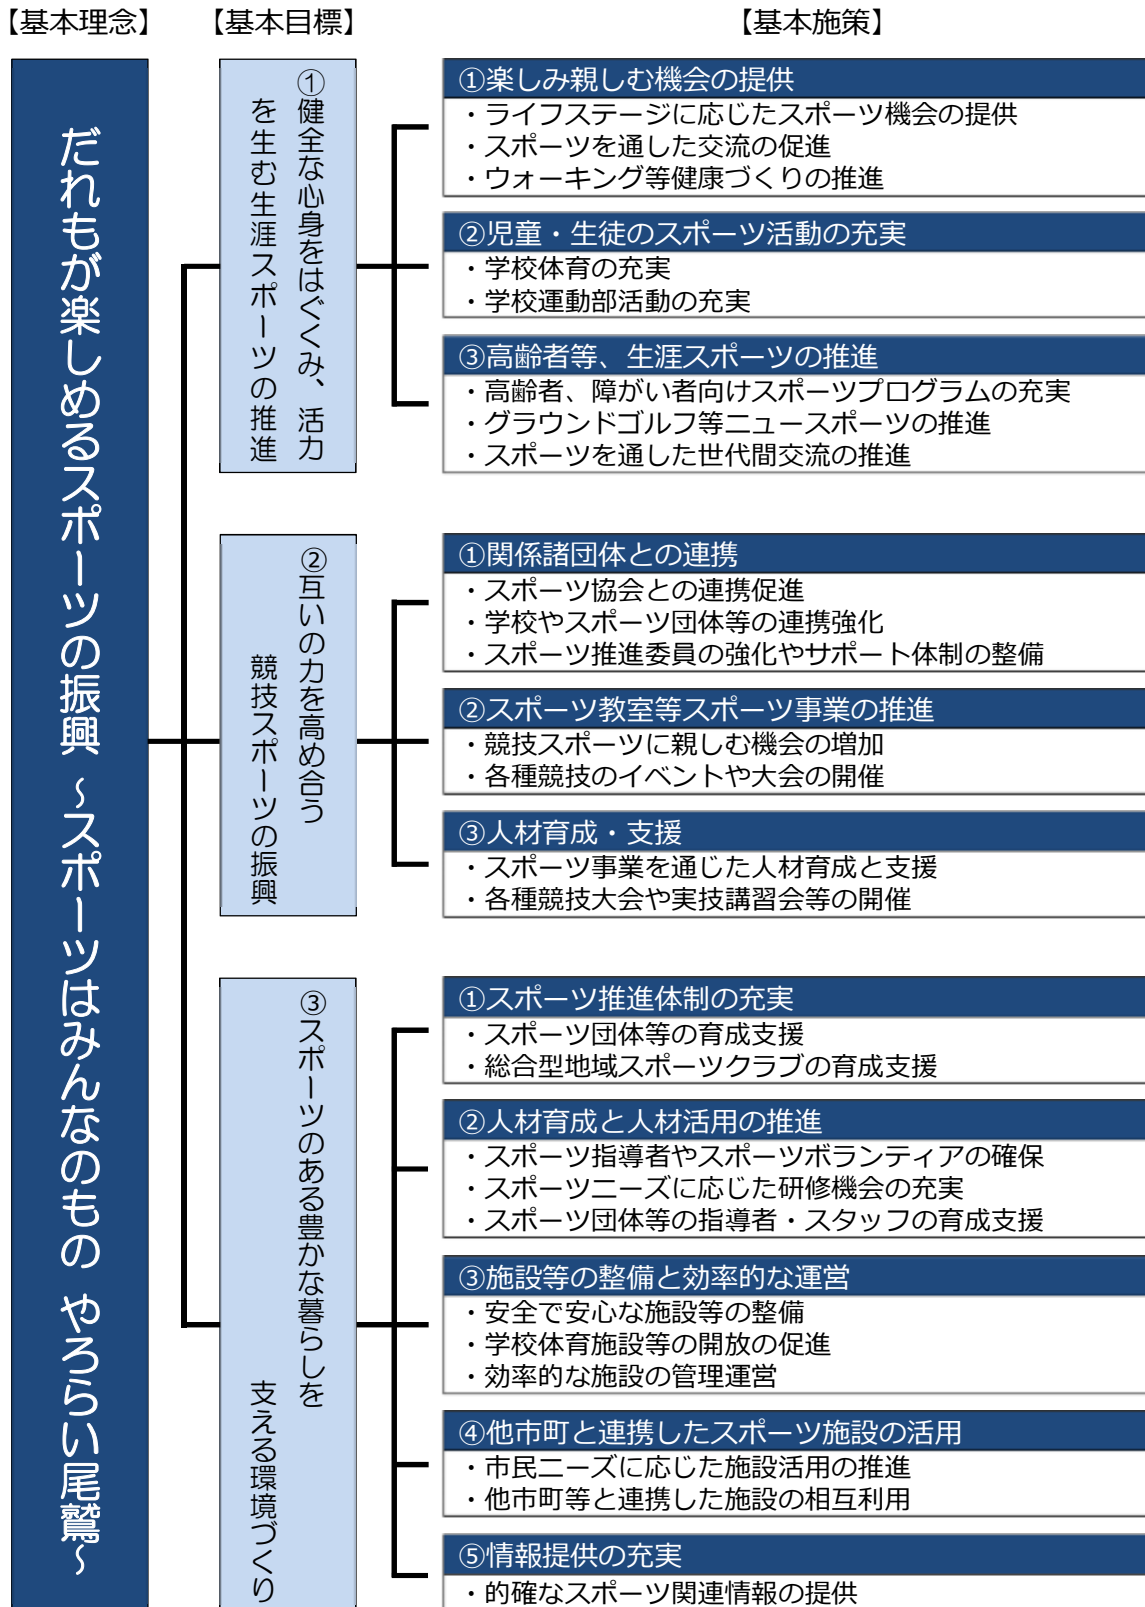 【基本理念】
【基本目標】
【基本施策】
だれもが楽しめるスポーツの振興 ~スポーツはみんなのもの やろらい尾鷲~
①健全な心身をはぐくみ、活力
を生む生涯スポーツの推進
①楽しみ親しむ機会の提供
・ライフステージに応じたスポーツ機会の提供
・スポーツを通した交流の促進
・ウォーキング等健康づくりの推進
②児童・生徒のスポーツ活動の充実
・学校体育の充実
・学校運動部活動の充実
③高齢者等、生涯スポーツの推進
・高齢者、障がい者向けスポーツプログラムの充実
・グラウンドゴルフ等ニュースポーツの推進
・スポーツを通した世代間交流の推進
②互いの力を高め合う
競技スポーツの振興
①関係諸団体との連携
・スポーツ協会との連携促進
・学校やスポーツ団体等の連携強化
・スポーツ推進委員の強化やサポート体制の整備
②スポーツ教室等スポーツ事業の推進
・競技スポーツに親しむ機会の増加
・各種競技のイベントや大会の開催
③人材育成・支援
・スポーツ事業を通じた人材育成と支援
・各種競技大会や実技講習会等の開催
③スポーツのある豊かな暮らしを
支える環境づくり
①スポーツ推進体制の充実
・スポーツ団体等の育成支援
・総合型地域スポーツクラブの育成支援
②人材育成と人材活用の推進
・スポーツ指導者やスポーツボランティアの確保
・スポーツニーズに応じた研修機会の充実
・スポーツ団体等の指導者・スタッフの育成支援
③施設等の整備と効率的な運営
・安全で安心な施設等の整備
・学校体育施設等の開放の促進
・効率的な施設の管理運営
④他市町と連携したスポーツ施設の活用
・市民ニーズに応じた施設活用の推進
・他市町等と連携した施設の相互利用
⑤情報提供の充実
・的確なスポーツ関連情報の提供